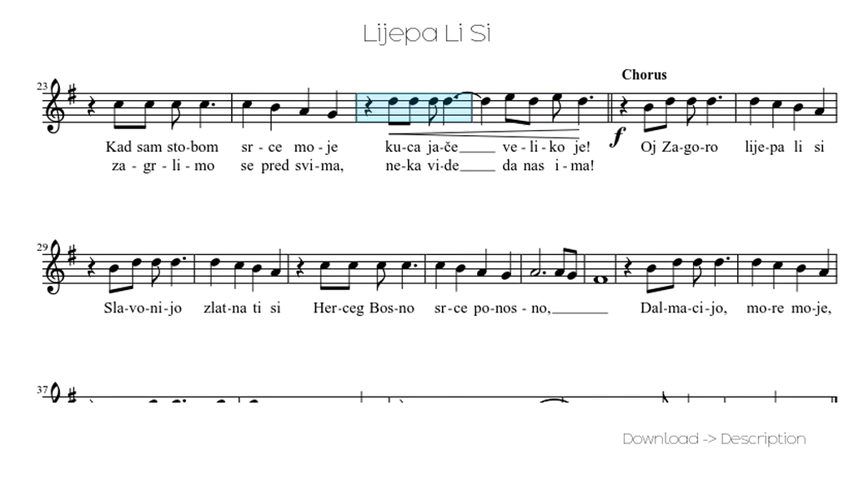 Lijepa Li Si
Chorus
23
f
Kad sam sto-bom sr - ce mo - je ku-ca ja-če____ ve - li - ko je! Oj Za-go-ro lije-pa li si
za - gr - li - mo se pred svi-ma, ne-ka vi-de____ da nas i - ma!
29
Sla-vo-ni-jo zlat-na ti si Her-ceg Bos-no sr-ce po-nos - no,________ Dal-ma-ci-jo, mo-re mo-je,
37
Download -> Description